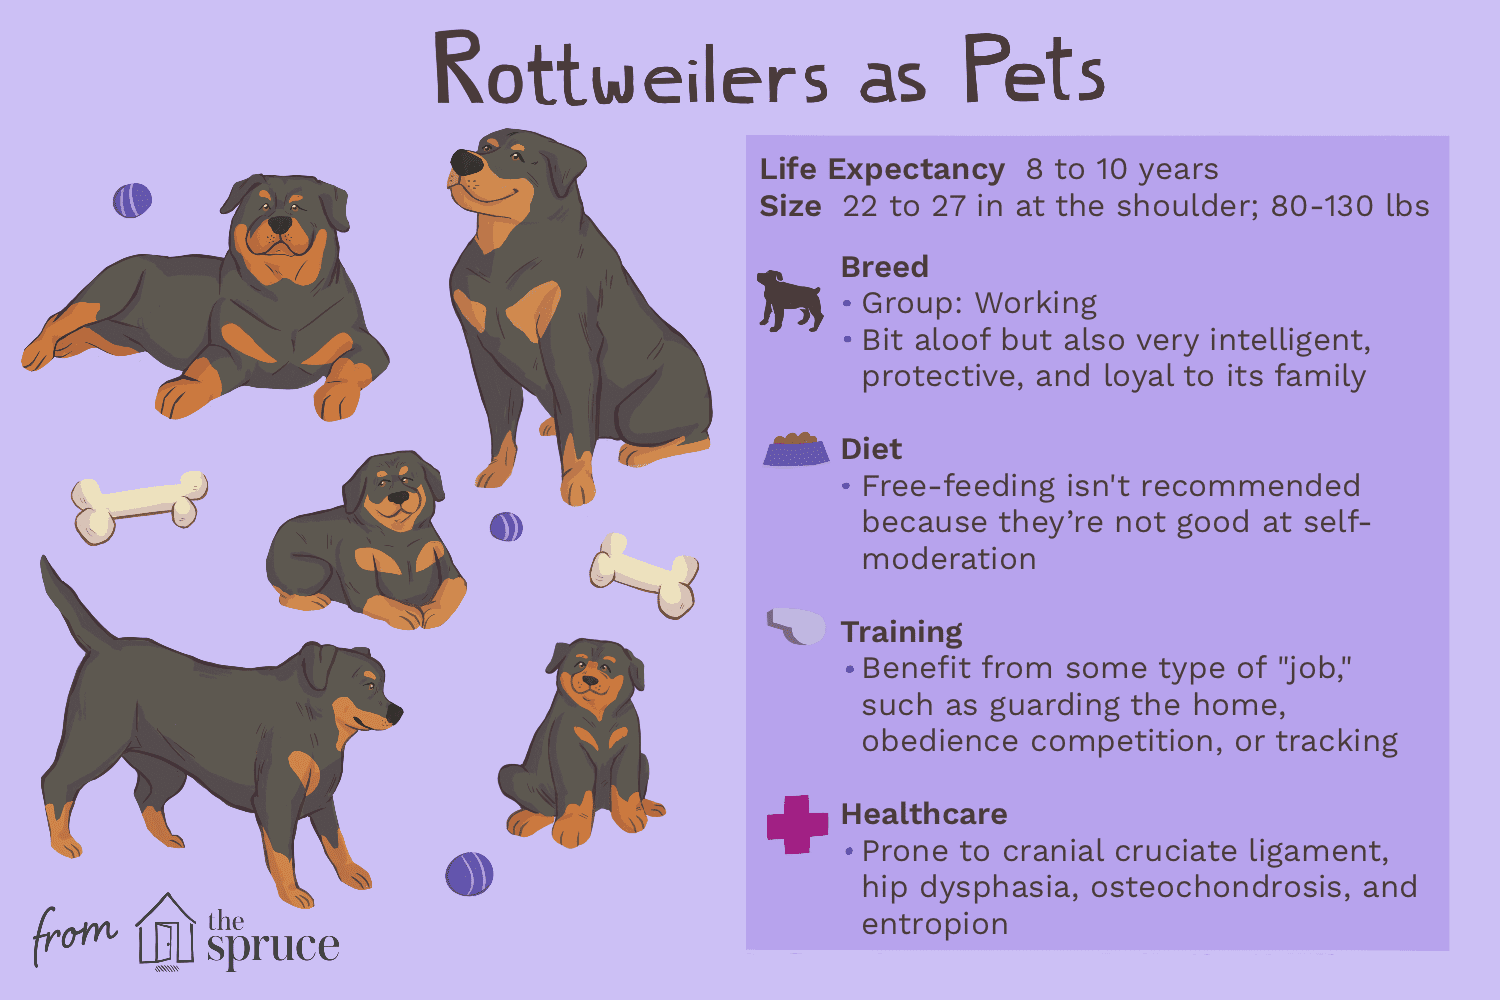 Rottweilers as Pets
Life Expectancy 8 to 10 years
Size 22 to 27 in at the shoulder; 80-130 lbs
Breed
• Group: Working
• Bit aloof but also very intelligent,
protective, and loyal to its family
Diet
• Free-feeding isn't recommended
because they’re not good at self-
moderation
Training
• Benefit from some type of "job,"
such as guarding the home,
obedience competition, or tracking
Healthcare
• Prone to cranial cruciate ligament,
hip dysphasia, osteochondrosis, and
entropion
from the
spruce